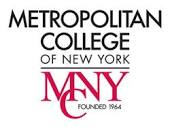 METROPOLITAN
COLLEGE
OF NEW YORK
MCNY
FOUNDED 1964